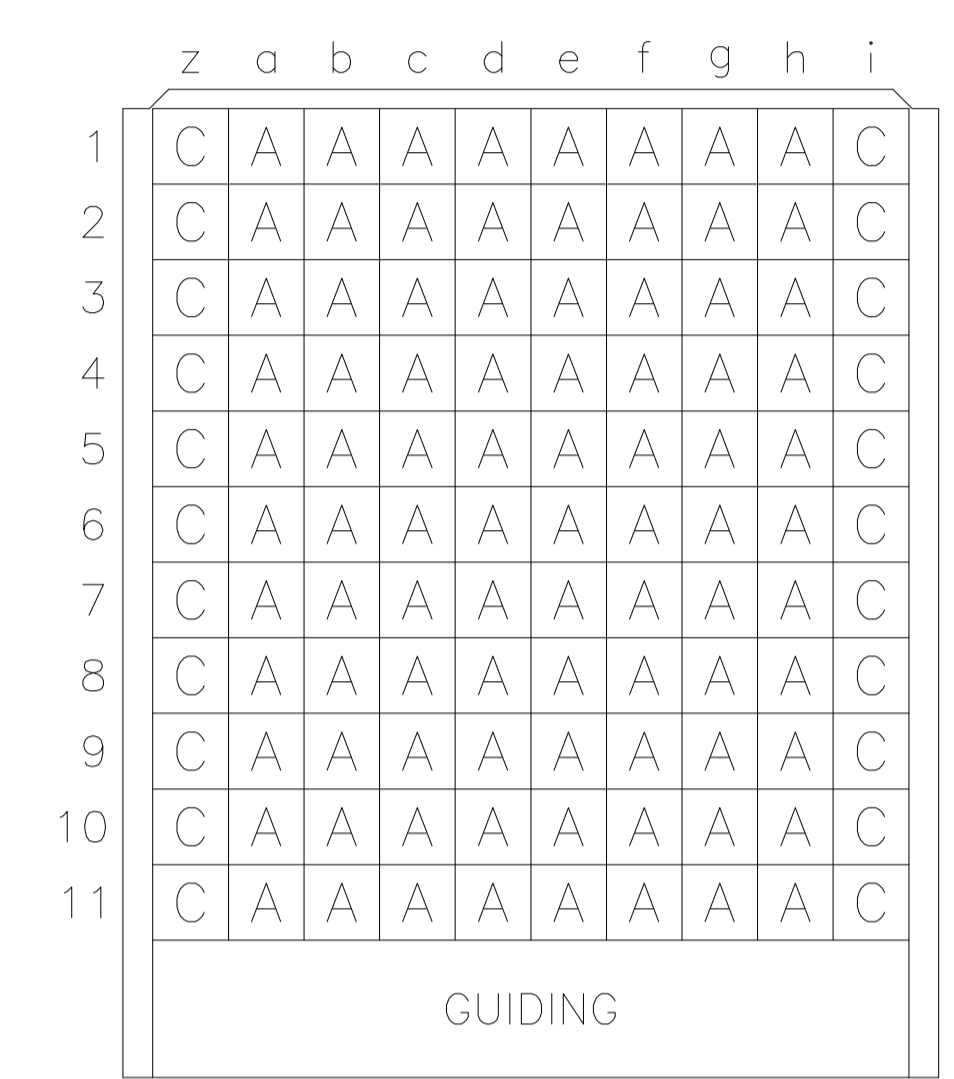 z a b c d e f g h i
1 C A A A A A A A A C
2 C A A A A A A A A C
3 C A A A A A A A A C
4 C A A A A A A A A C
5 C A A A A A A A A C
6 C A A A A A A A A C
7 C A A A A A A A A C
8 C A A A A A A A A C
9 C A A A A A A A A C
10 C A A A A A A A A C
11 C A A A A A A A A C
GUIDING